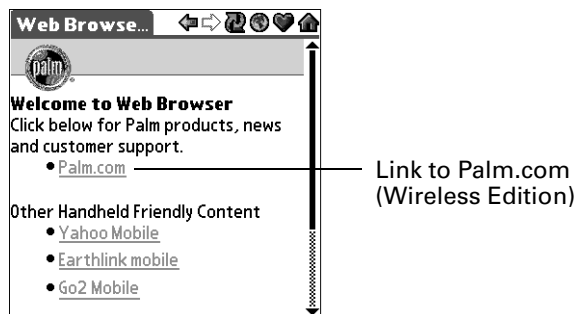 Web Browse...
palm
Welcome to Web Browser
Click below for Palm products, news
and customer support.
• Palm.com
Link to Palm.com
(Wireless Edition)
Other Handheld Friendly Content
• Yahoo Mobile
• Earthlink mobile
• Go2 Mobile